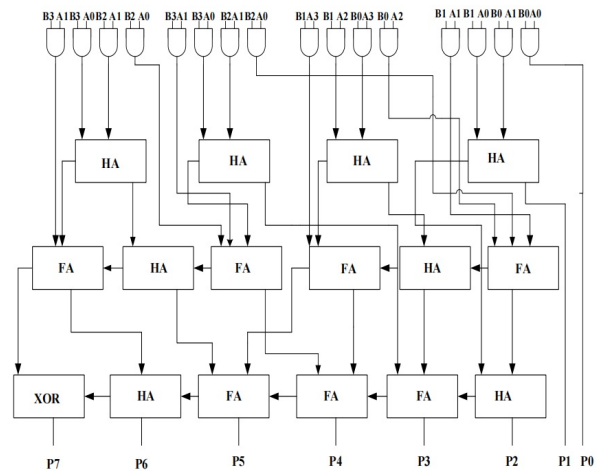 B3 A1 B3 A0 B2 A1 B2 A0 B3A1 B3A0 B2A1 B2A0 B1A3 B1 A2 B0A3 B0 A2 B1 A1 B1 A0 B0 A1 B0A0
HA HA HA HA
FA HA FA FA HA FA
XOR HA FA FA FA HA
P7 P6 P5 P4 P3 P2 P1 P0